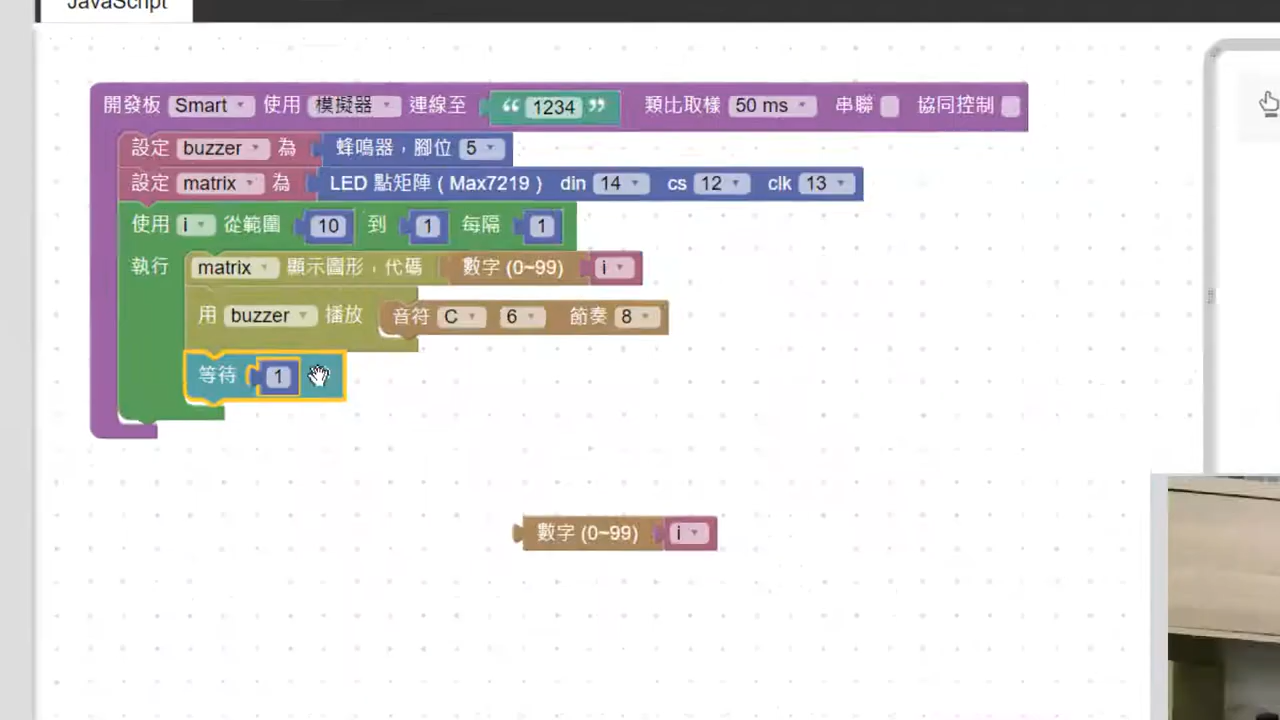 JavaScript
開發板 Smart 使用 模擬器 連線至 “ 1234 ” 類比取樣 50 ms 串聯 協同控制
設定 buzzer 為 蜂鳴器，腳位 5
設定 matrix 為 LED 點矩陣 ( Max7219 ) din 14 cs 12 clk 13
使用 i 從範圍 10 到 1 每隔 1
執行 matrix 顯示圖形，代碼 數字 (0~99) i
用 buzzer 播放 音符 C 6 節奏 8
等待 1
數字 (0~99) i